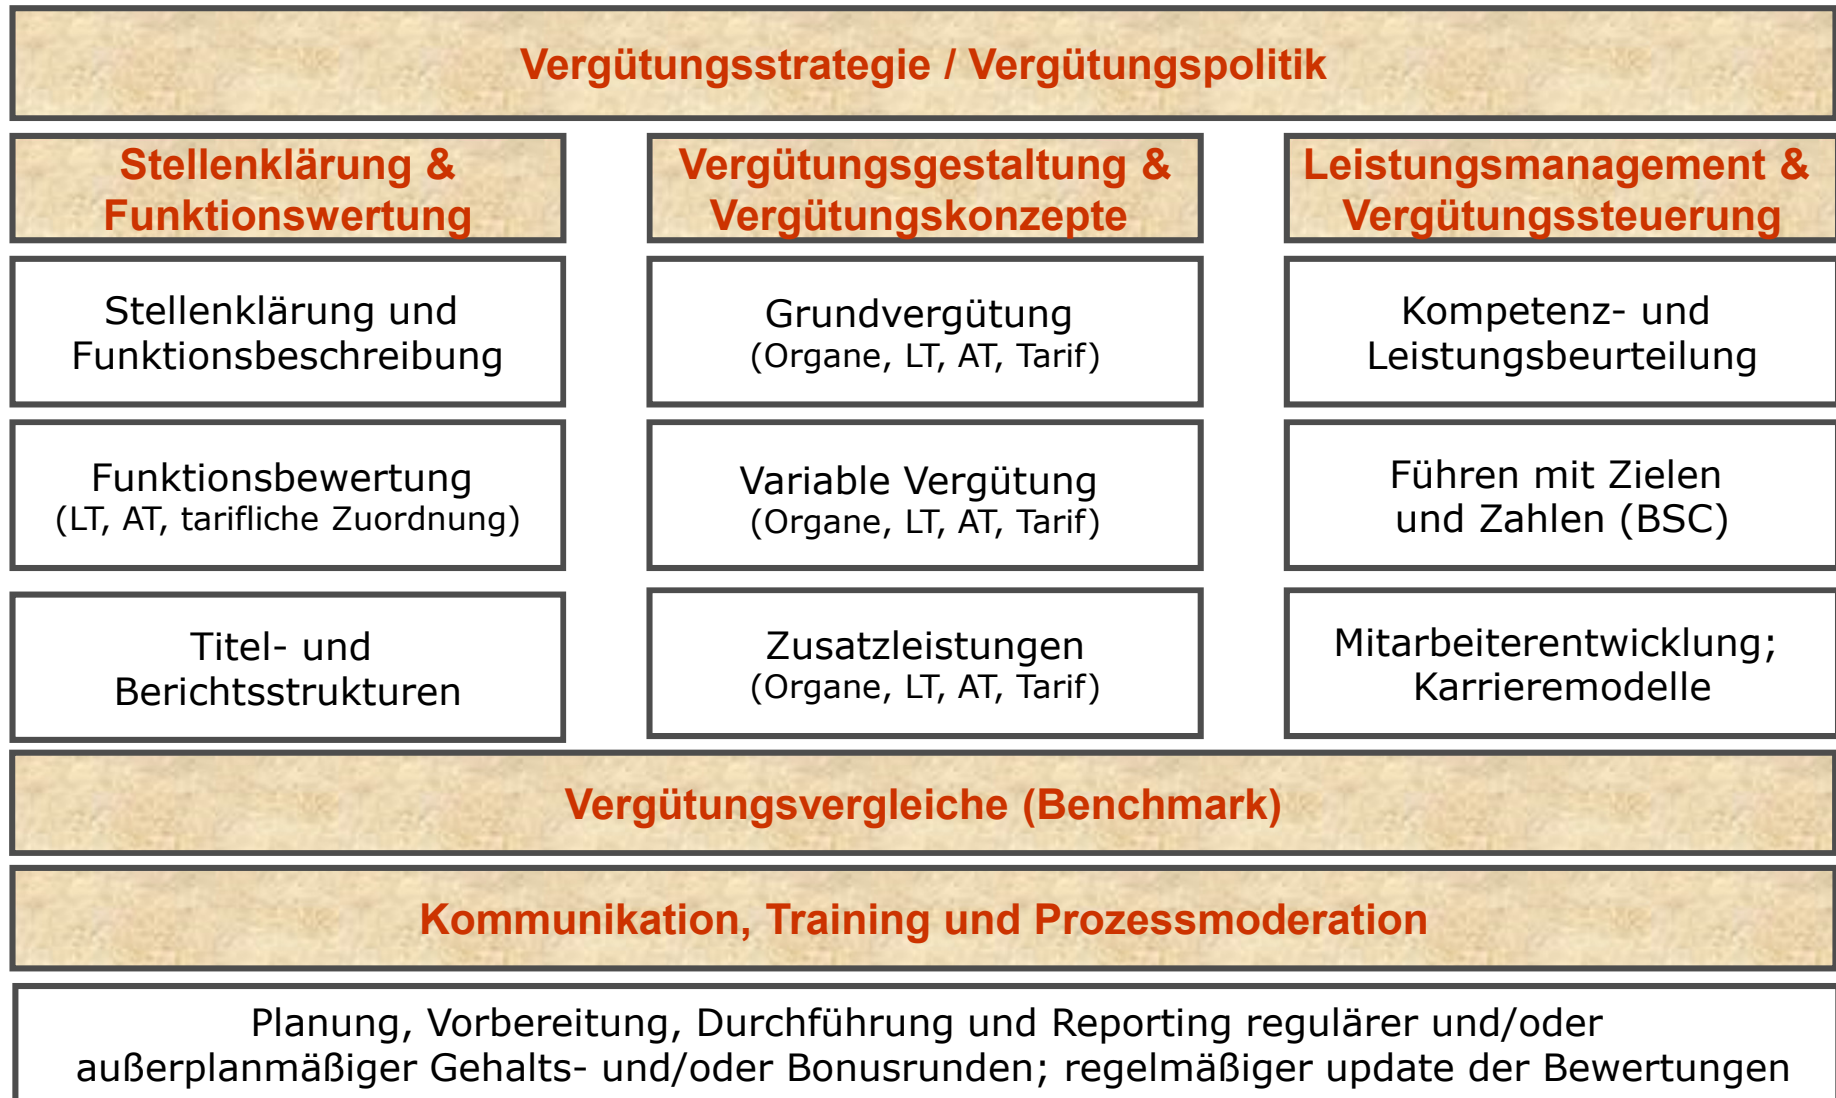 Vergütungsstrategie / Vergütungspolitik
Stellenklärung &
Funktionswertung
Vergütungsgestaltung &
Vergütungskonzepte
Leistungsmanagement &
Vergütungssteuerung
Stellenklärung und
Funktionsbeschreibung
Grundvergütung
(Organe, LT, AT, Tarif)
Kompetenz- und
Leistungsbeurteilung
Funktionsbewertung
(LT, AT, tarifliche Zuordnung)
Variable Vergütung
(Organe, LT, AT, Tarif)
Führen mit Zielen
und Zahlen (BSC)
Titel- und
Berichtsstrukturen
Zusatzleistungen
(Organe, LT, AT, Tarif)
Mitarbeiterentwicklung;
Karrieremodelle
Vergütungsvergleiche (Benchmark)
Kommunikation, Training und Prozessmoderation
Planung, Vorbereitung, Durchführung und Reporting regulärer und/oder
außerplanmäßiger Gehalts- und/oder Bonusrunden; regelmäßiger update der Bewertungen